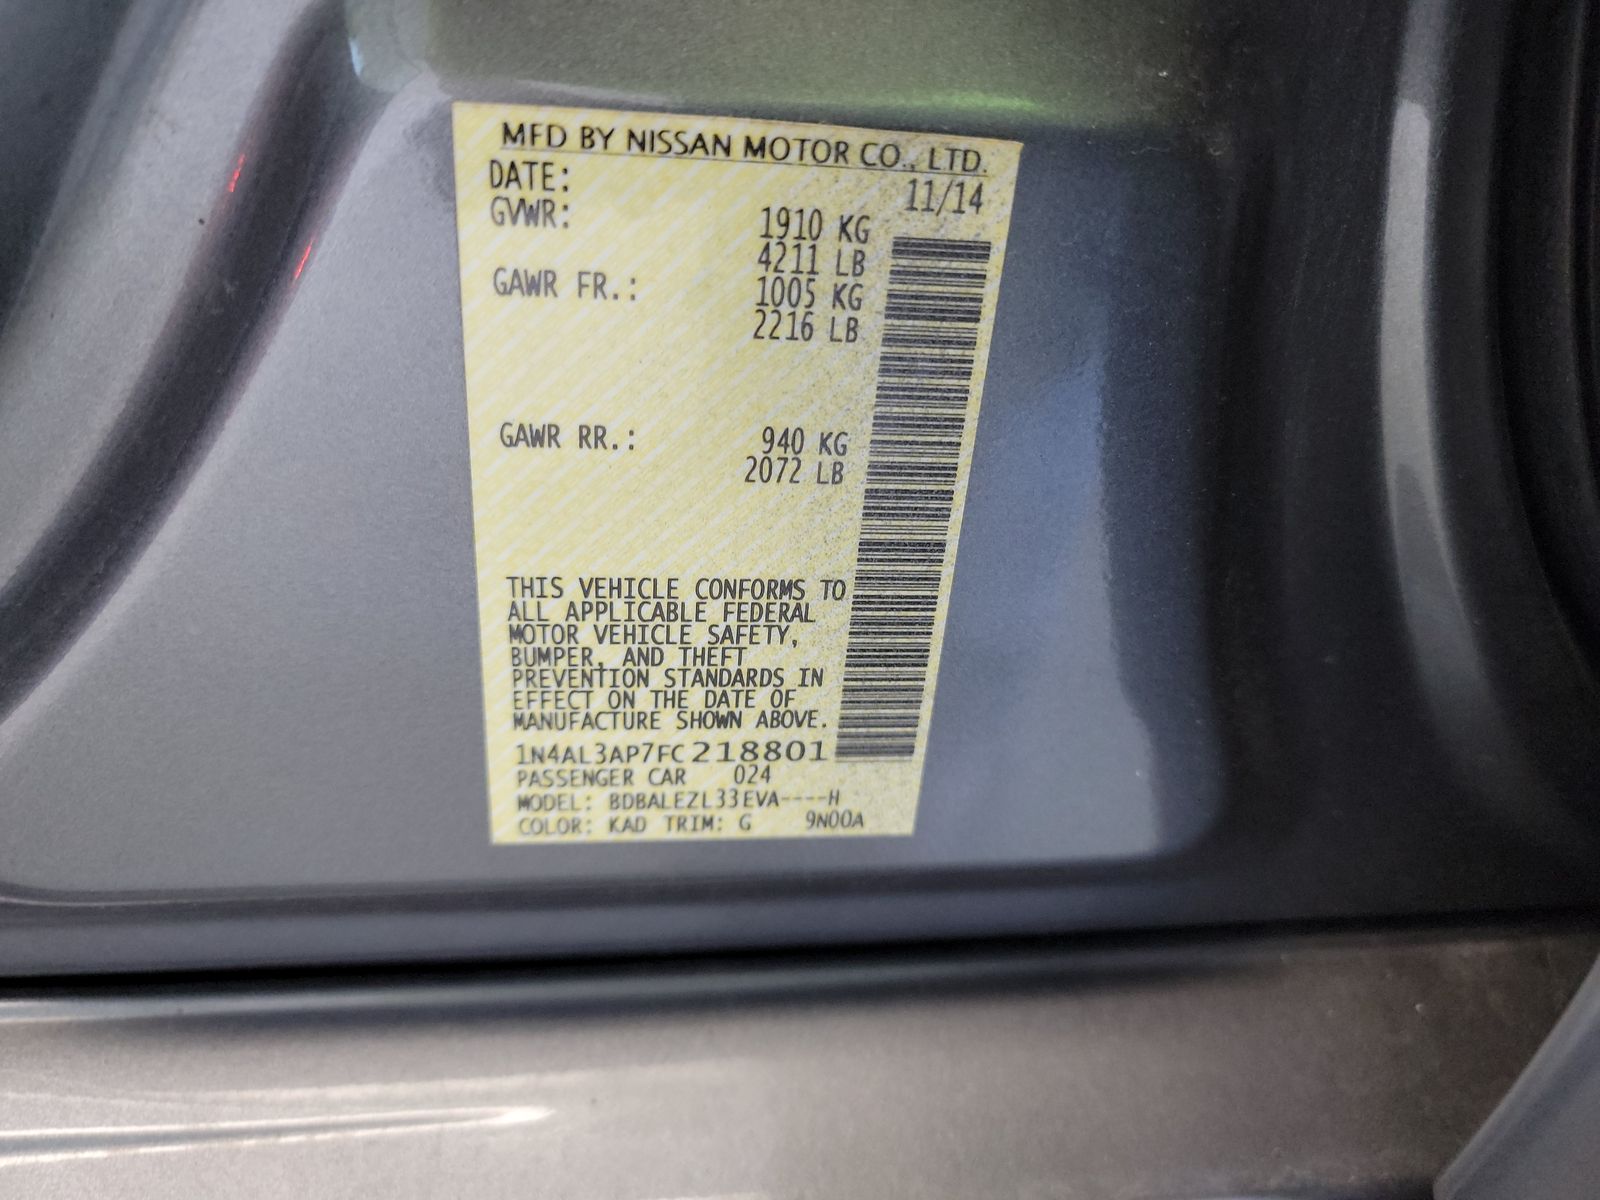 MFD BY NISSAN MOTOR CO., LTD.
DATE: 11/14
GVWR: 1910 KG
4211 LB
GAWR FR.: 1005 KG
2216 LB
GAWR RR.: 940 KG
2072 LB
THIS VEHICLE CONFORMS TO
ALL APPLICABLE FEDERAL
MOTOR VEHICLE SAFETY,
BUMPER, AND THEFT
PREVENTION STANDARDS IN
EFFECT ON THE DATE OF
MANUFACTURE SHOWN ABOVE.
1N4AL3AP7FC218801
PASSENGER CAR 024
MODEL: BDBALEZL33EVA----H
COLOR: KAD TRIM: G 9N00A